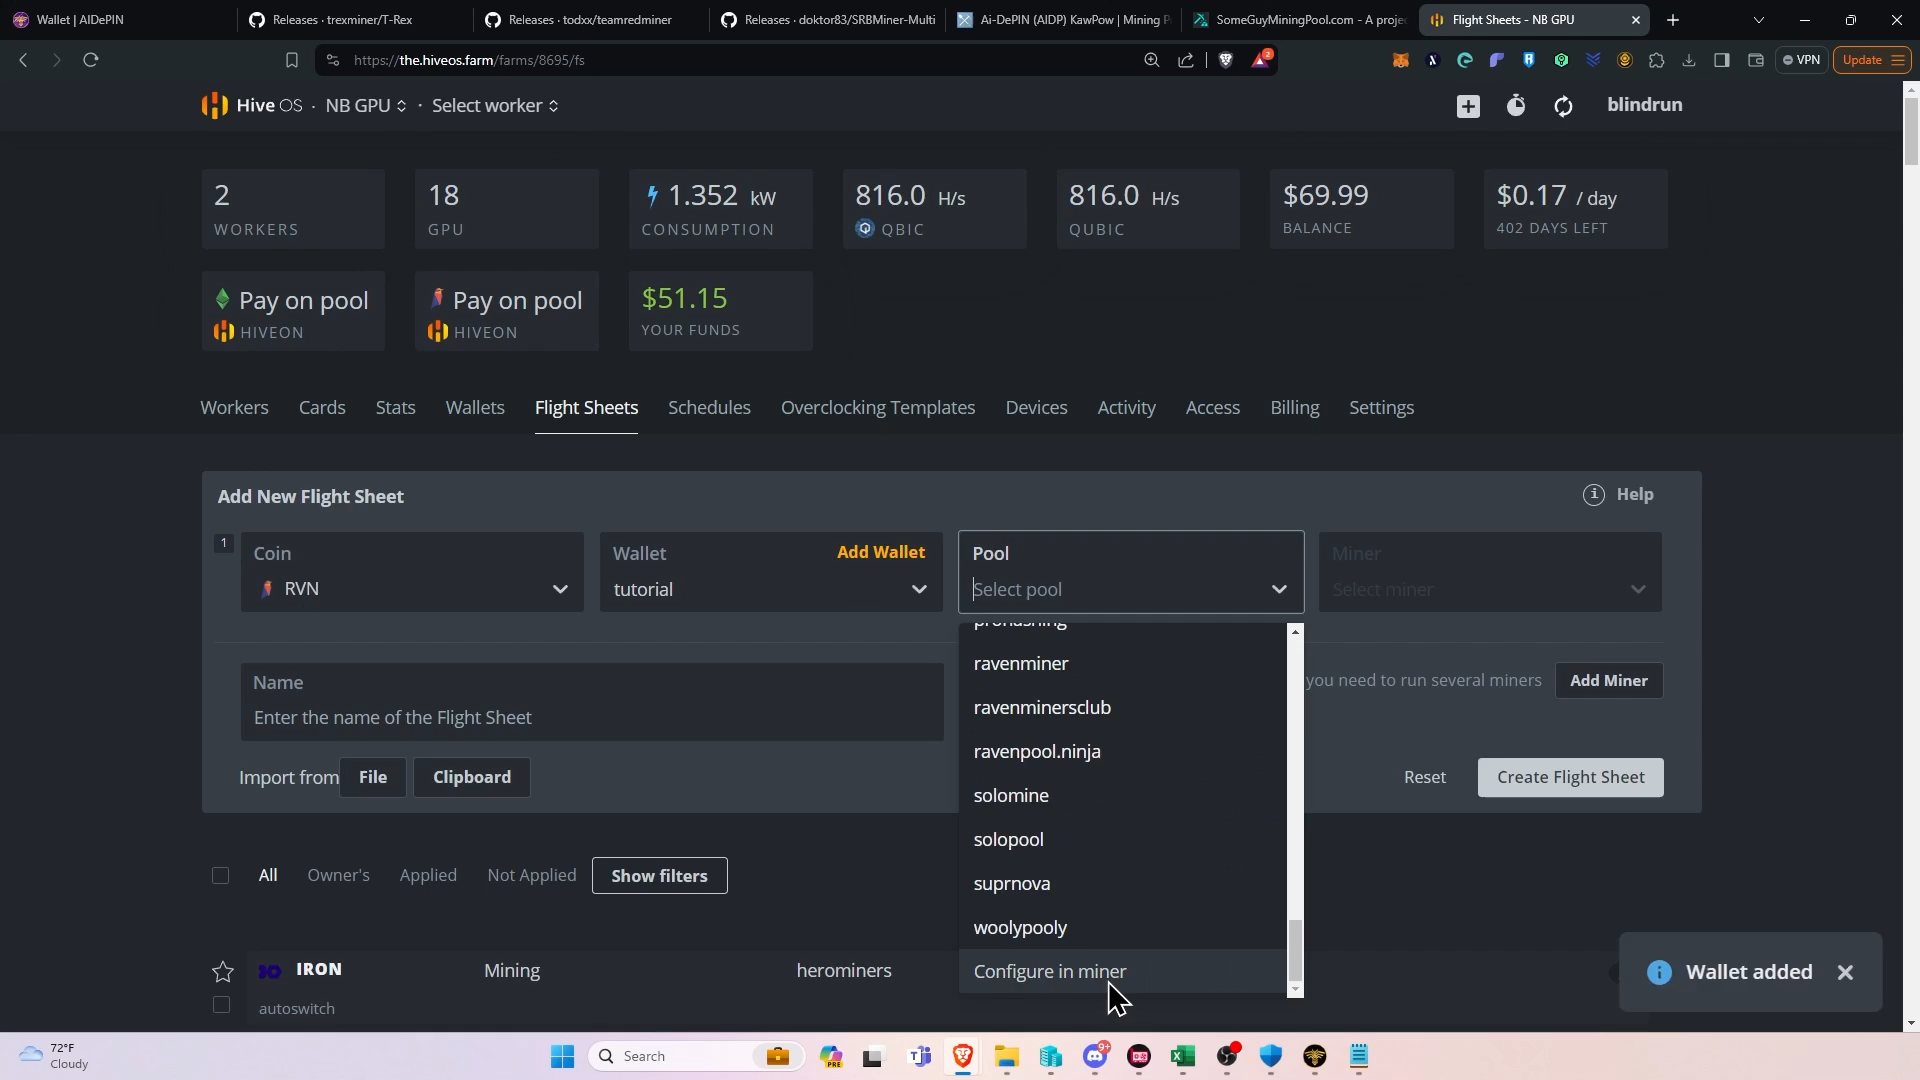 Wallet | AIDePIN
Releases · trexminer/T-Rex
Releases · todxx/teamredminer
Releases · doktor83/SRBMiner-Multi
Ai-DePIN (AIDP) KawPow | Mining P
SomeGuyMiningPool.com - A projec
Flight Sheets - NB GPU
https://the.hiveos.farm/farms/8695/fs
2
VPN
Update
Hive OS · NB GPU · Select worker
blindrun
2
WORKERS
18
GPU
1.352 kW
CONSUMPTION
816.0 H/s
QBIC
816.0 H/s
QUBIC
$69.99
BALANCE
$0.17 / day
402 DAYS LEFT
Pay on pool
HIVEON
Pay on pool
HIVEON
$51.15
YOUR FUNDS
Workers Cards Stats Wallets Flight Sheets Schedules Overclocking Templates Devices Activity Access Billing Settings
Add New Flight Sheet
Help
1
Coin
RVN
Wallet
Add Wallet
tutorial
Pool
Select pool
Miner
Select miner
prohashing
ravenminer
ravenminersclub
ravenpool.ninja
solomine
solopool
suprnova
woolypooly
Configure in miner
Name
Enter the name of the Flight Sheet
you need to run several miners
Add Miner
Import from File Clipboard
Reset
Create Flight Sheet
All Owner's Applied Not Applied Show filters
IRON
Mining
herominers
autoswitch
Wallet added
72°F
Cloudy
Search
PRE
9+